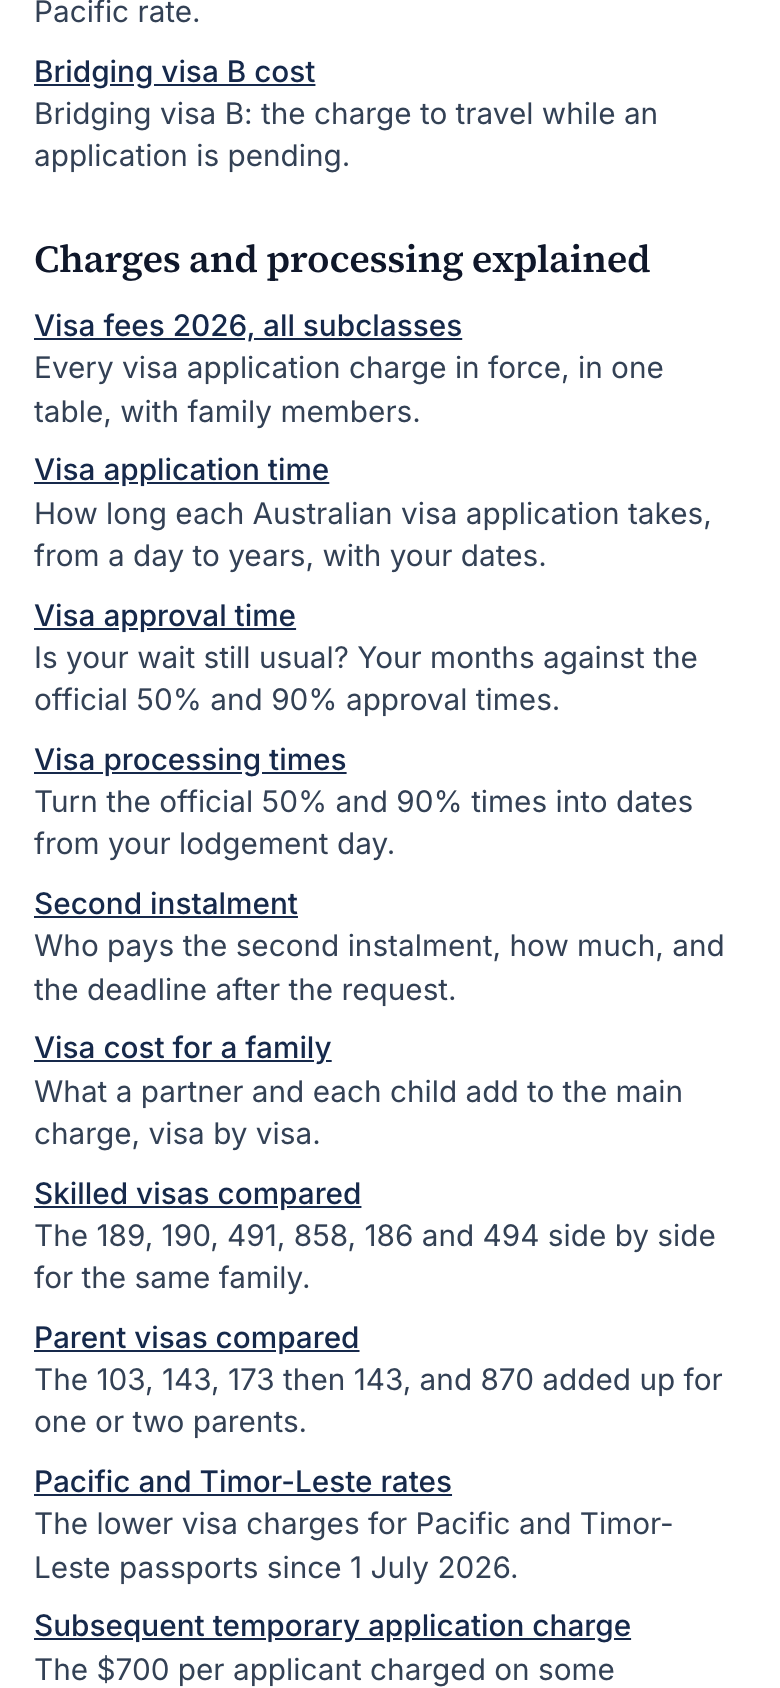 Pacific rate.
Bridging visa B cost
Bridging visa B: the charge to travel while an
application is pending.
Charges and processing explained
Visa fees 2026, all subclasses
Every visa application charge in force, in one
table, with family members.
Visa application time
How long each Australian visa application takes,
from a day to years, with your dates.
Visa approval time
Is your wait still usual? Your months against the
official 50% and 90% approval times.
Visa processing times
Turn the official 50% and 90% times into dates
from your lodgement day.
Second instalment
Who pays the second instalment, how much, and
the deadline after the request.
Visa cost for a family
What a partner and each child add to the main
charge, visa by visa.
Skilled visas compared
The 189, 190, 491, 858, 186 and 494 side by side
for the same family.
Parent visas compared
The 103, 143, 173 then 143, and 870 added up for
one or two parents.
Pacific and Timor-Leste rates
The lower visa charges for Pacific and Timor-
Leste passports since 1 July 2026.
Subsequent temporary application charge
The $700 per applicant charged on some